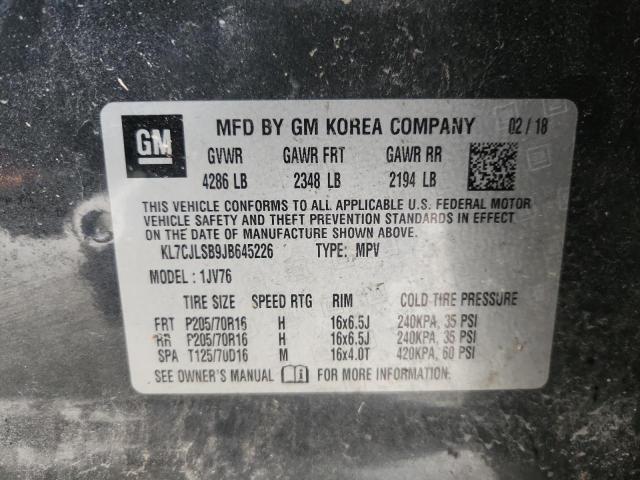 GM MFD BY GM KOREA COMPANY 02/18
GVWR GAWR FRT GAWR RR
4286 LB 2348 LB 2194 LB
THIS VEHICLE CONFORMS TO ALL APPLICABLE U.S. FEDERAL MOTOR
VEHICLE SAFETY AND THEFT PREVENTION STANDARDS IN EFFECT
ON THE DATE OF MANUFACTURE SHOWN ABOVE.
KL7CJLSB9JB645226 TYPE: MPV
MODEL: 1JV76
TIRE SIZE SPEED RTG RIM COLD TIRE PRESSURE
FRT P205/70R16 H 16x6.5J 240KPA, 35 PSI
RR P205/70R16 H 16x6.5J 240KPA, 35 PSI
SPA T125/70D16 M 16x4.0T 420KPA, 60 PSI
SEE OWNER'S MANUAL FOR MORE INFORMATION.